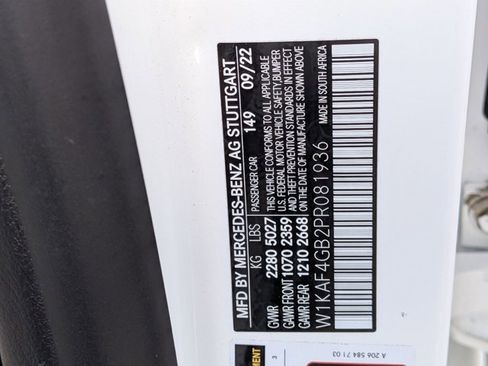 MFD BY MERCEDES-BENZ AG STUTTGART
KG LBS PASSENGER CAR 149 09/22
GVWR 2280 5027 THIS VEHICLE CONFORMS TO ALL APPLICABLE
U.S. FEDERAL MOTOR VEHICLE SAFETY BUMPER
GAWR FRONT 1070 2359 AND THEFT PREVENTION STANDARDS IN EFFECT
GAWR REAR 1210 2668 ON THE DATE OF MANUFACTURE SHOWN ABOVE
W1KAF4GB2PR081936 MADE IN SOUTH AFRICA
3
A 206 584 71 03